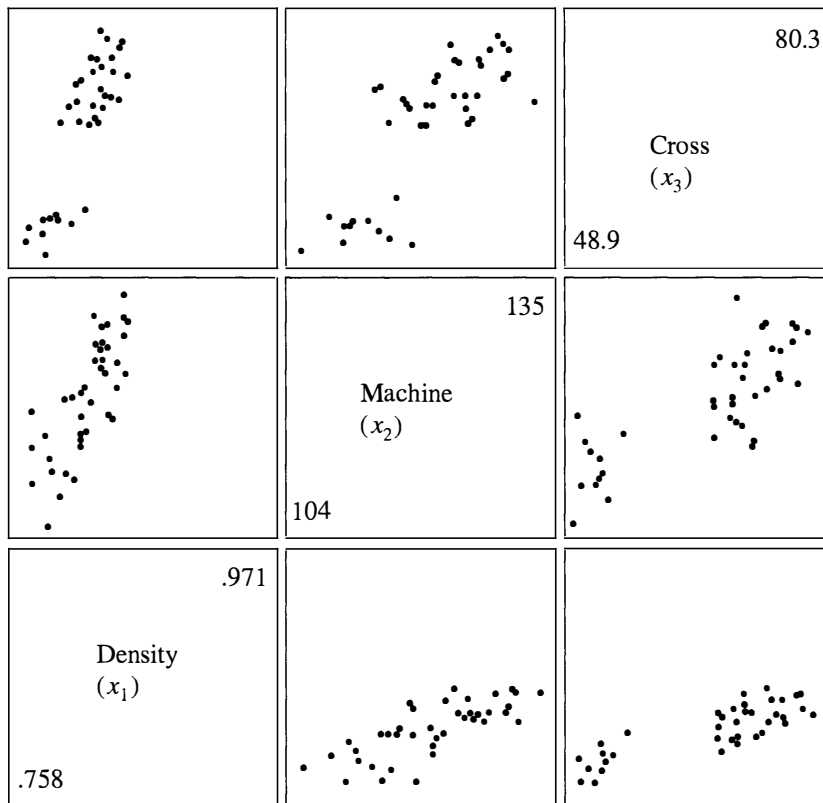 80.3
Cross
(x₃)
48.9
135
Machine
(x₂)
104
.971
Density
(x₁)
.758